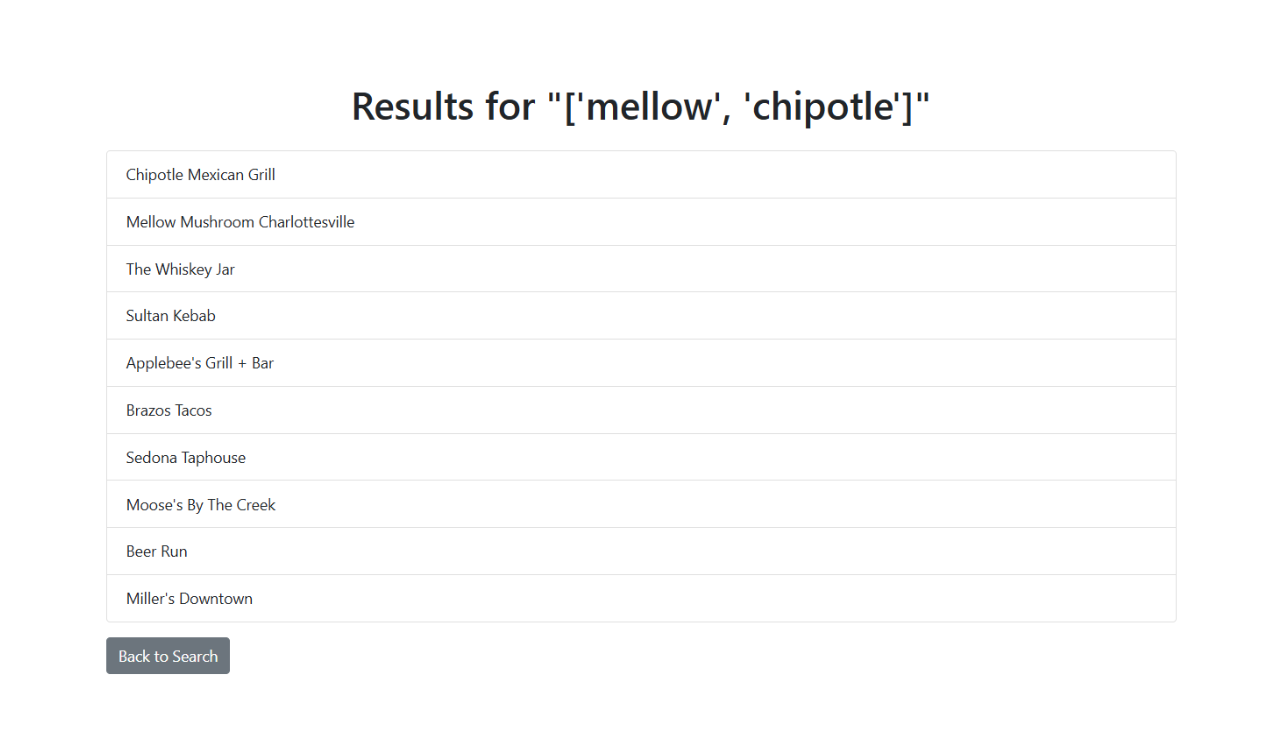 Results for "['mellow', 'chipotle']"
Chipotle Mexican Grill
Mellow Mushroom Charlottesville
The Whiskey Jar
Sultan Kebab
Applebee's Grill + Bar
Brazos Tacos
Sedona Taphouse
Moose's By The Creek
Beer Run
Miller's Downtown
Back to Search